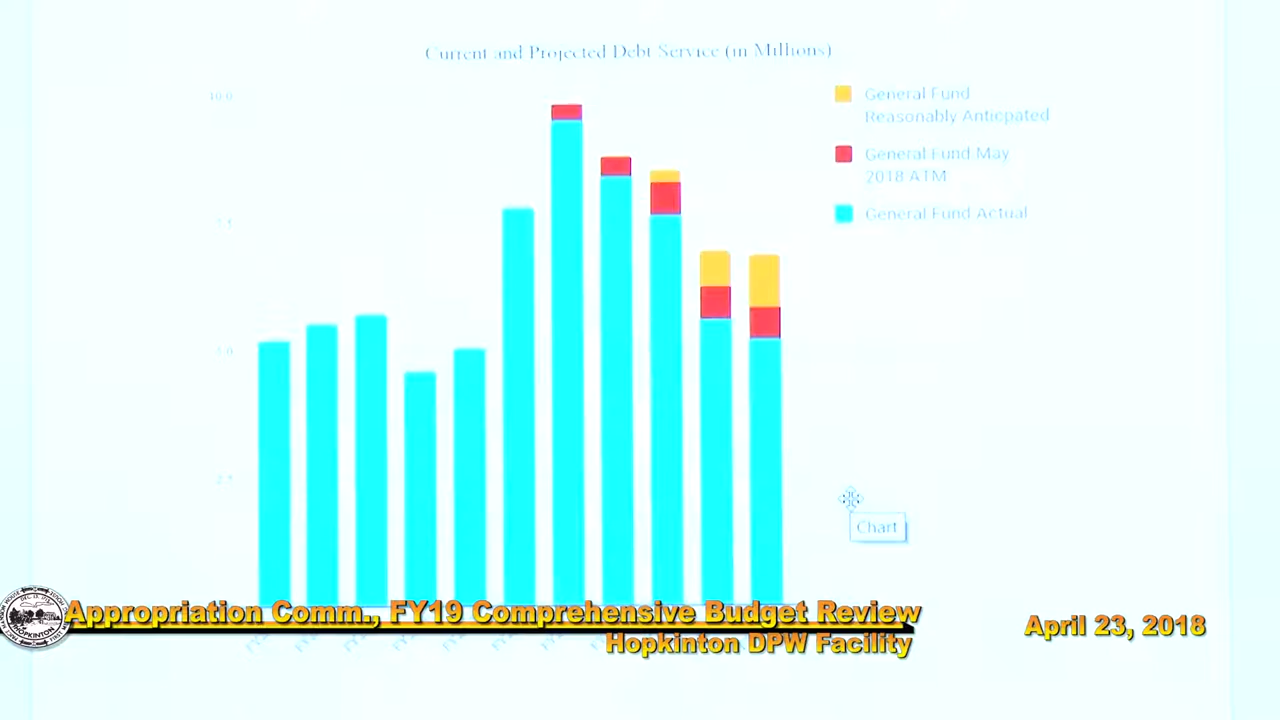 Current and Projected Debt Service (in Millions)
10.0
7.5
5.0
2.5
General Fund
Reasonably Anticpated
General Fund May
2018 ATM
General Fund Actual
Chart
Appropriation Comm., FY19 Comprehensive Budget Review
Hopkinton DPW Facility
April 23, 2018
HOPKINTON